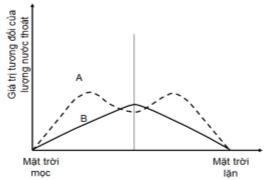 Giá trị tương đối của
lượng nước thoát
A
B
Mặt trời
mọc
Mặt trời
lặn